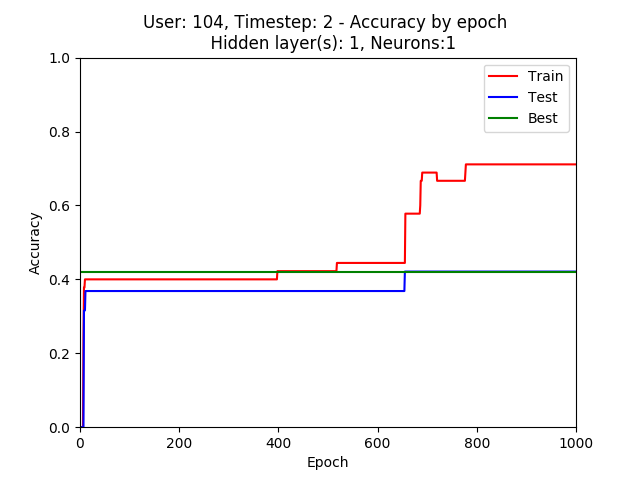 User: 104, Timestep: 2 - Accuracy by epoch
Hidden layer(s): 1, Neurons:1
1.0
0.8
0.6
0.4
0.2
0.0
Accuracy
Train
Test
Best
0 200 400 600 800 1000
Epoch